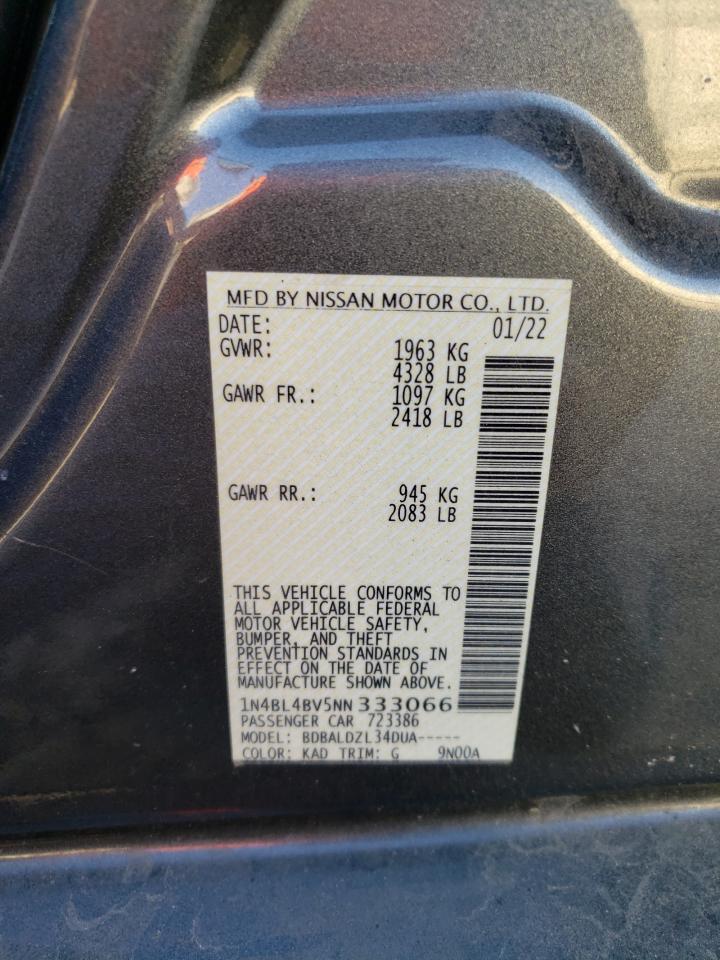 MFD BY NISSAN MOTOR CO., LTD.
DATE: 01/22
GVWR: 1963 KG
4328 LB
GAWR FR.: 1097 KG
2418 LB
GAWR RR.: 945 KG
2083 LB
THIS VEHICLE CONFORMS TO
ALL APPLICABLE FEDERAL
MOTOR VEHICLE SAFETY,
BUMPER, AND THEFT
PREVENTION STANDARDS IN
EFFECT ON THE DATE OF
MANUFACTURE SHOWN ABOVE.
1N4BL4BV5NN333066
PASSENGER CAR 723386
MODEL: BDBALDZL34DUA-----
COLOR: KAD TRIM: G 9N00A